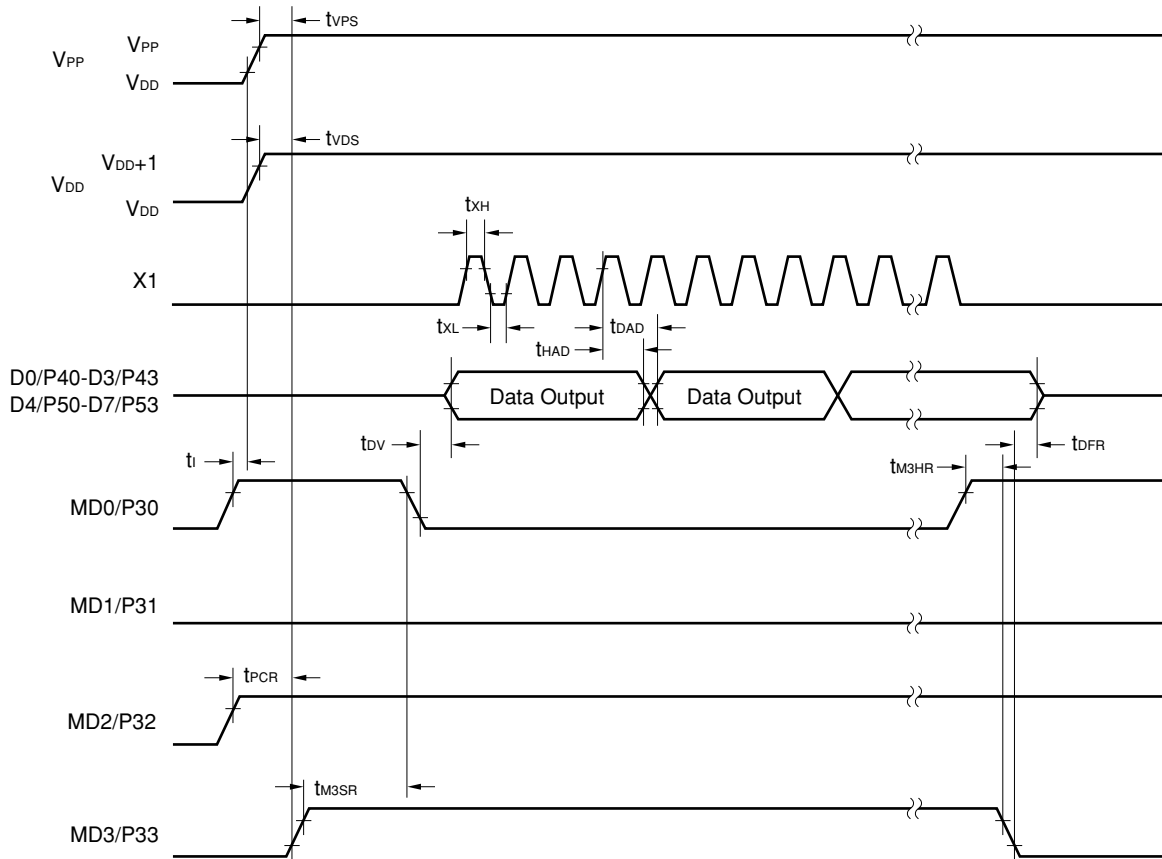 tVPS
VPP
VPP
VDD
tVDS
VDD+1
VDD
VDD
tXH
X1
tXL
tDAD
tHAD
D0/P40-D3/P43
D4/P50-D7/P53
Data Output
Data Output
tDV
tDFR
tI
tM3HR
MD0/P30
MD1/P31
tPCR
MD2/P32
tM3SR
MD3/P33